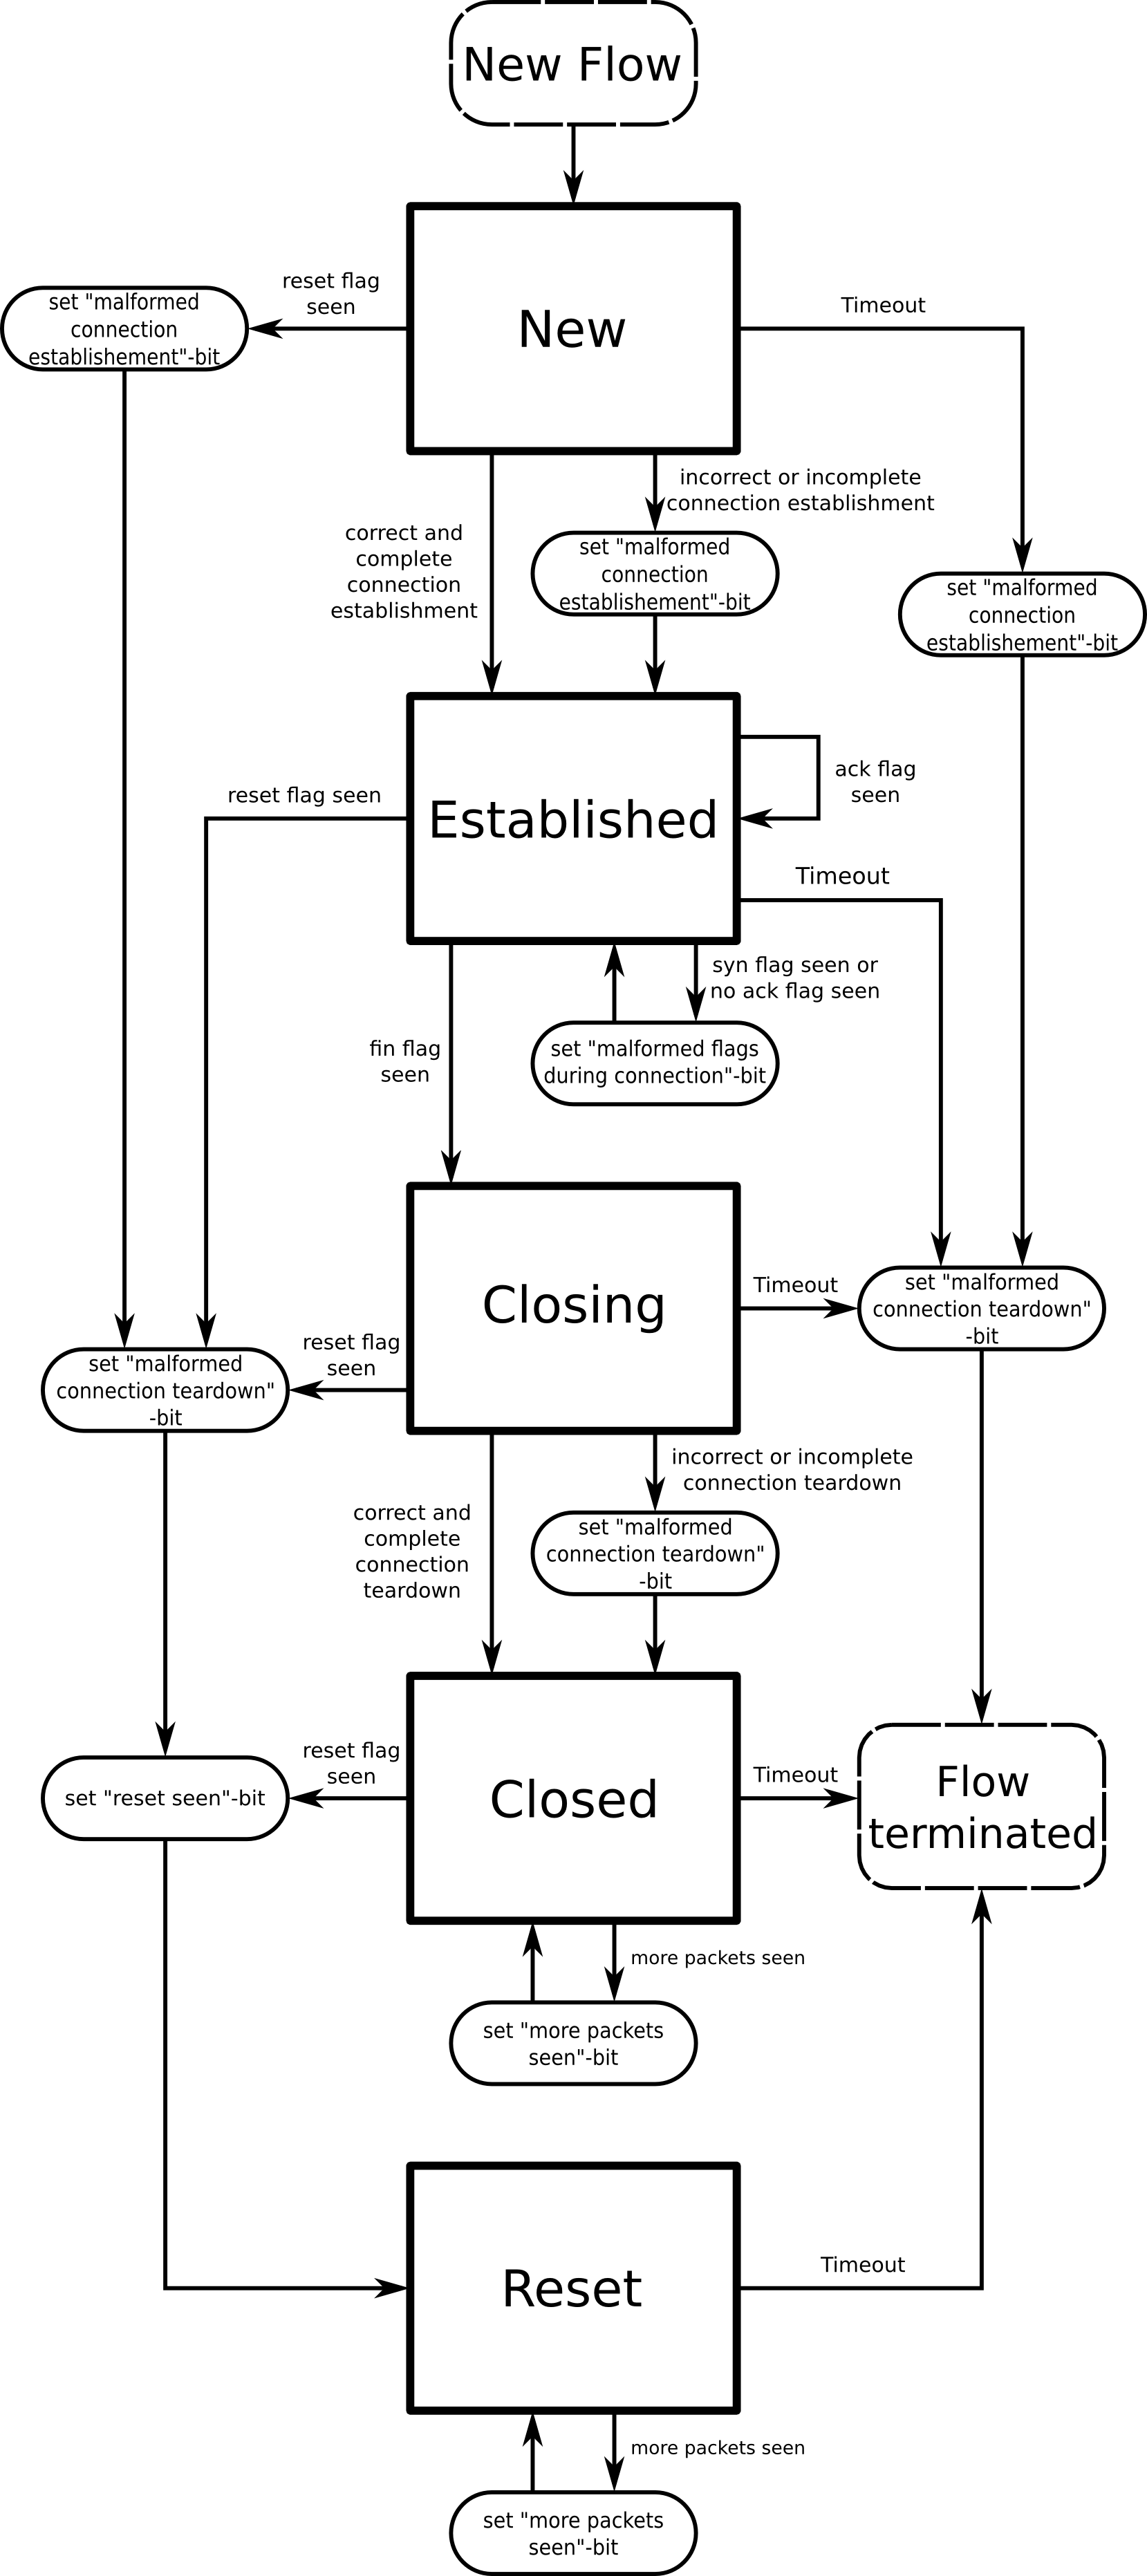 New Flow
reset flag
seen
Timeout
set "malformed
connection
establishement"-bit
New
incorrect or incomplete
connection establishment
correct and
complete
connection
establishment
set "malformed
connection
establishement"-bit
set "malformed
connection
establishement"-bit
ack flag
seen
reset flag seen
Established
Timeout
syn flag seen or
no ack flag seen
fin flag
seen
set "malformed flags
during connection"-bit
Closing
Timeout
set "malformed
connection teardown"
-bit
reset flag
seen
set "malformed
connection teardown"
-bit
incorrect or incomplete
connection teardown
correct and
complete
connection
teardown
set "malformed
connection teardown"
-bit
reset flag
seen
set "reset seen"-bit
Closed
Timeout
Flow
terminated
more packets seen
set "more packets
seen"-bit
Reset
Timeout
more packets seen
set "more packets
seen"-bit